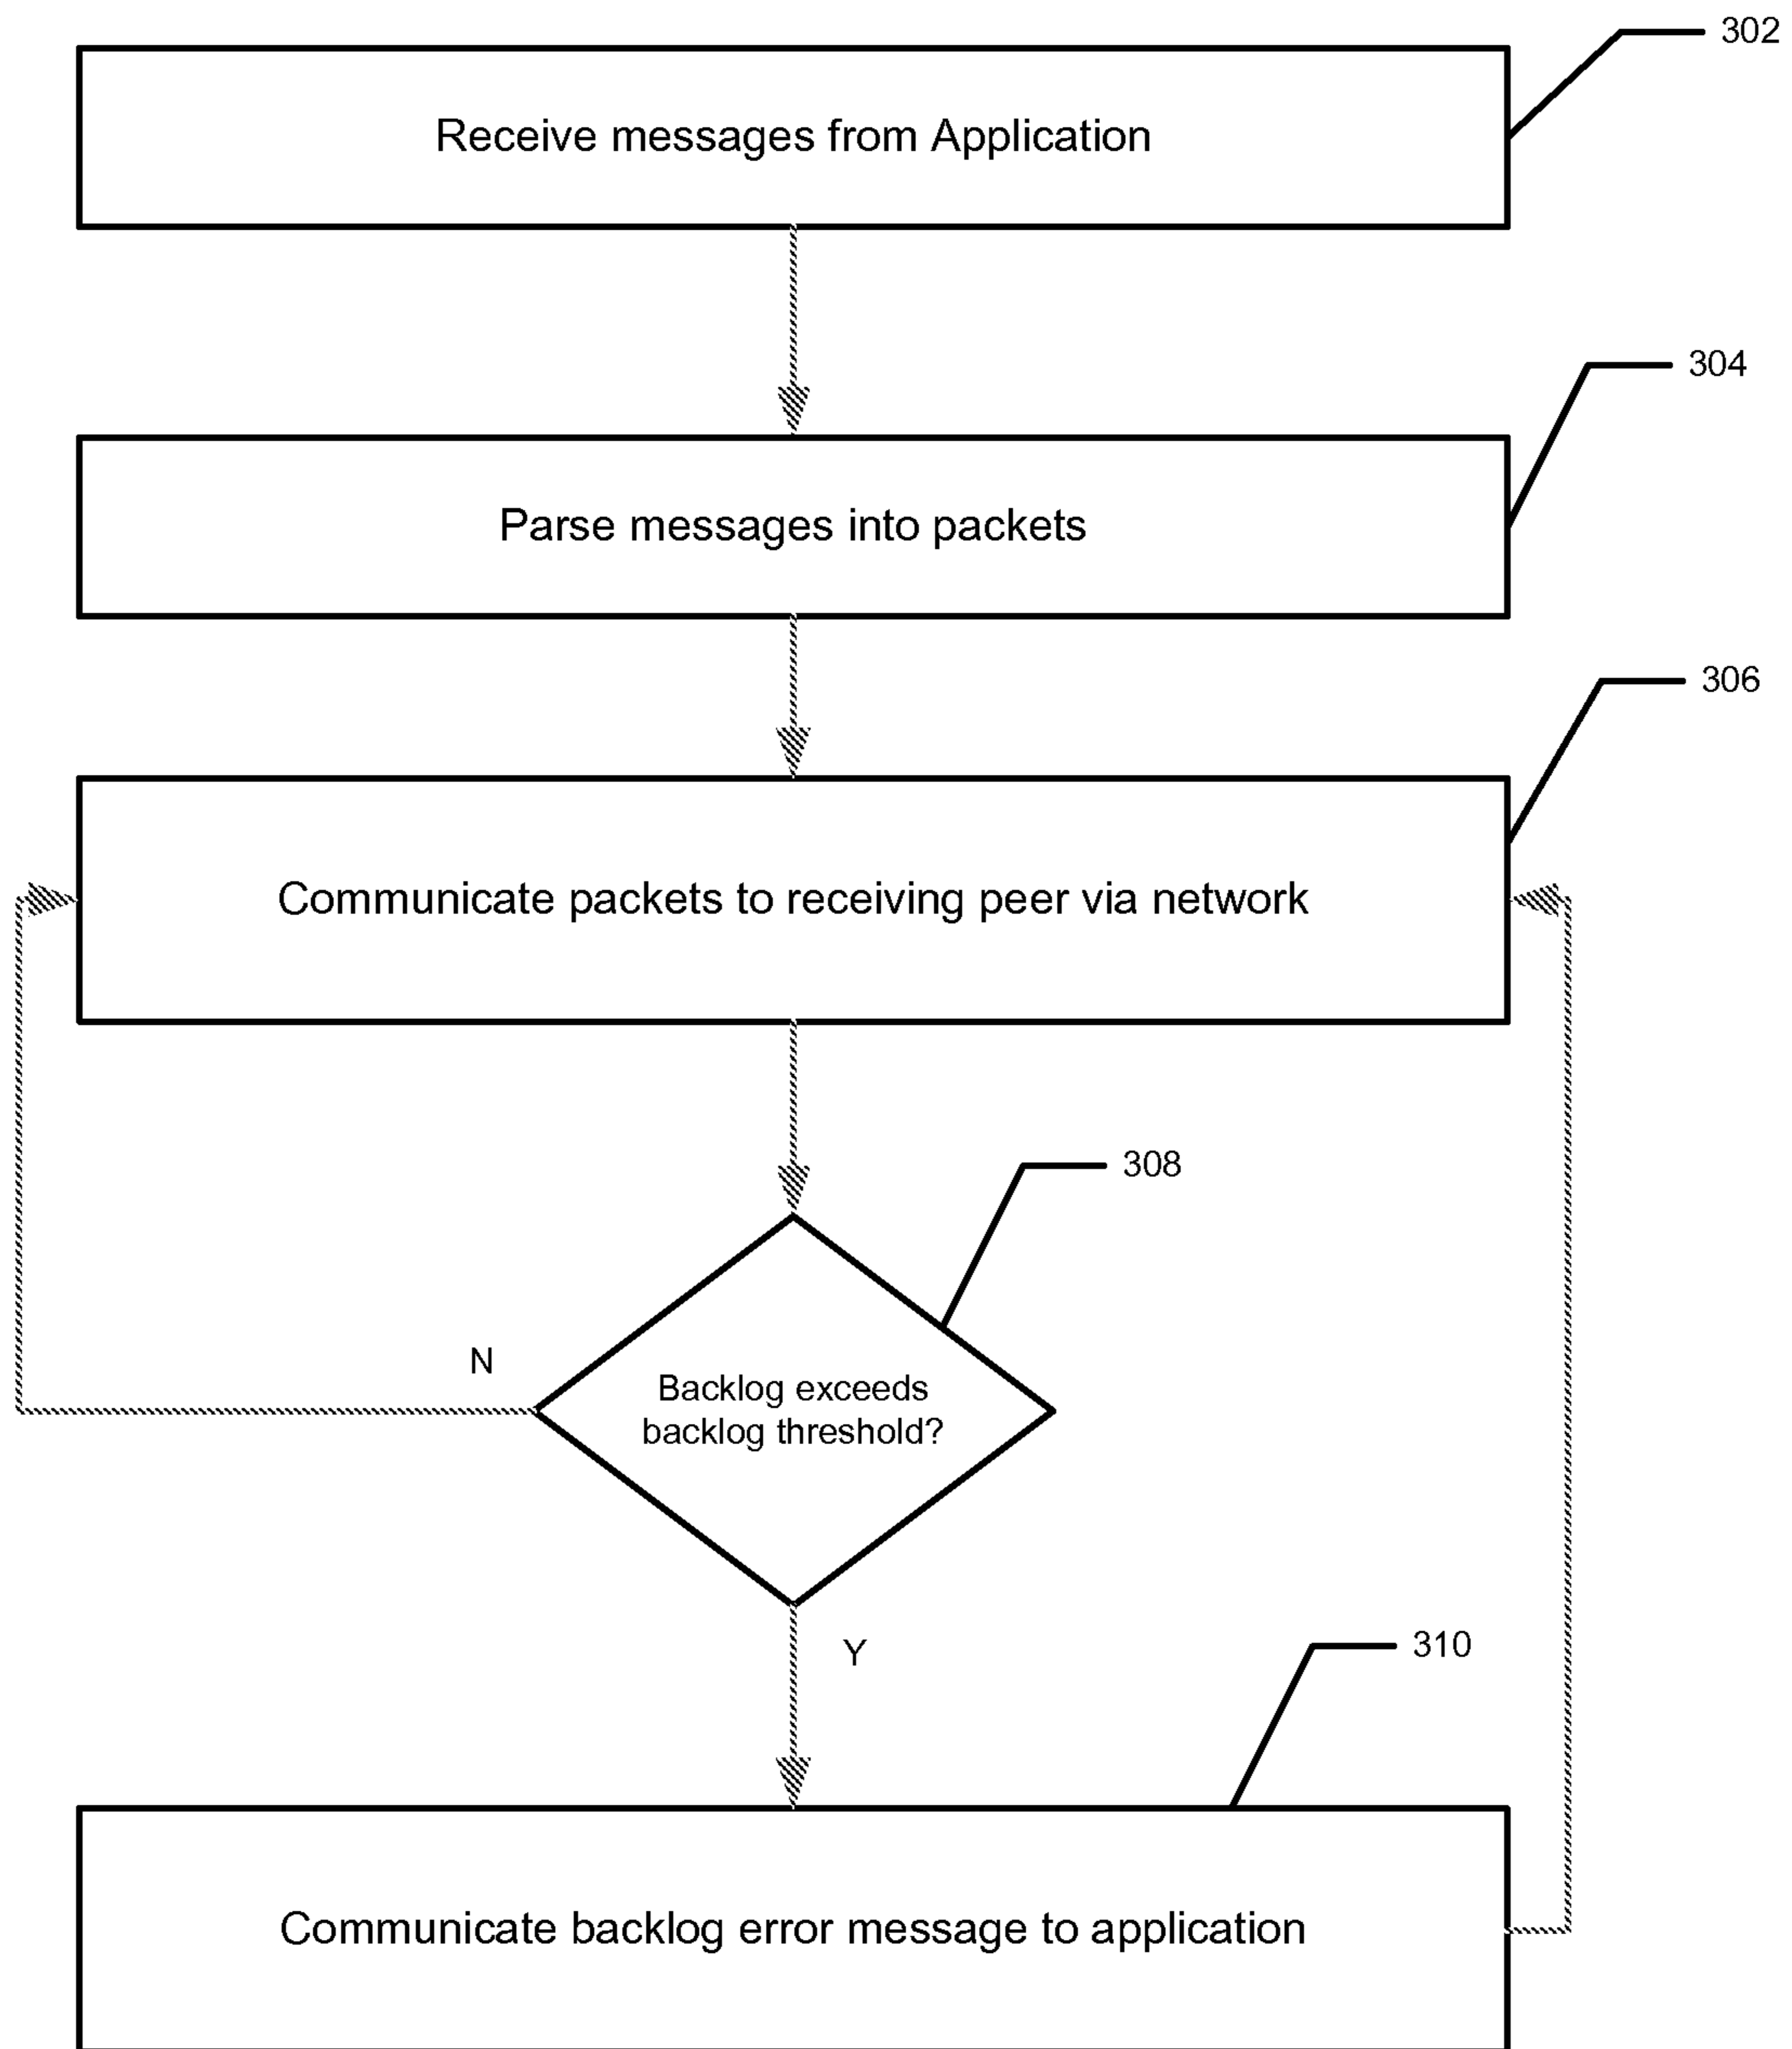 302
Receive messages from Application
304
Parse messages into packets
306
Communicate packets to receiving peer via network
308
N
Backlog exceeds
backlog threshold?
Y
310
Communicate backlog error message to application